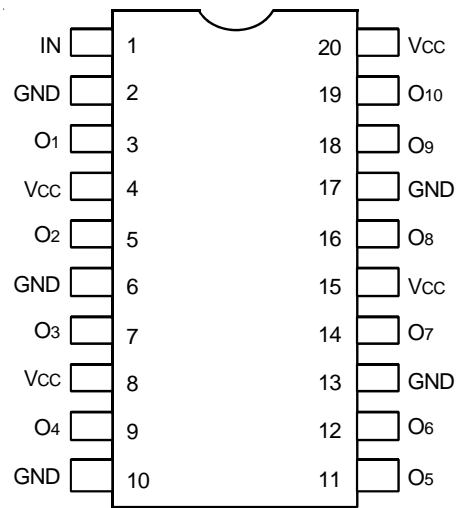 IN 1 20 VCC
GND 2 19 O10
O1 3 18 O9
VCC 4 17 GND
O2 5 16 O8
GND 6 15 VCC
O3 7 14 O7
VCC 8 13 GND
O4 9 12 O6
GND 10 11 O5